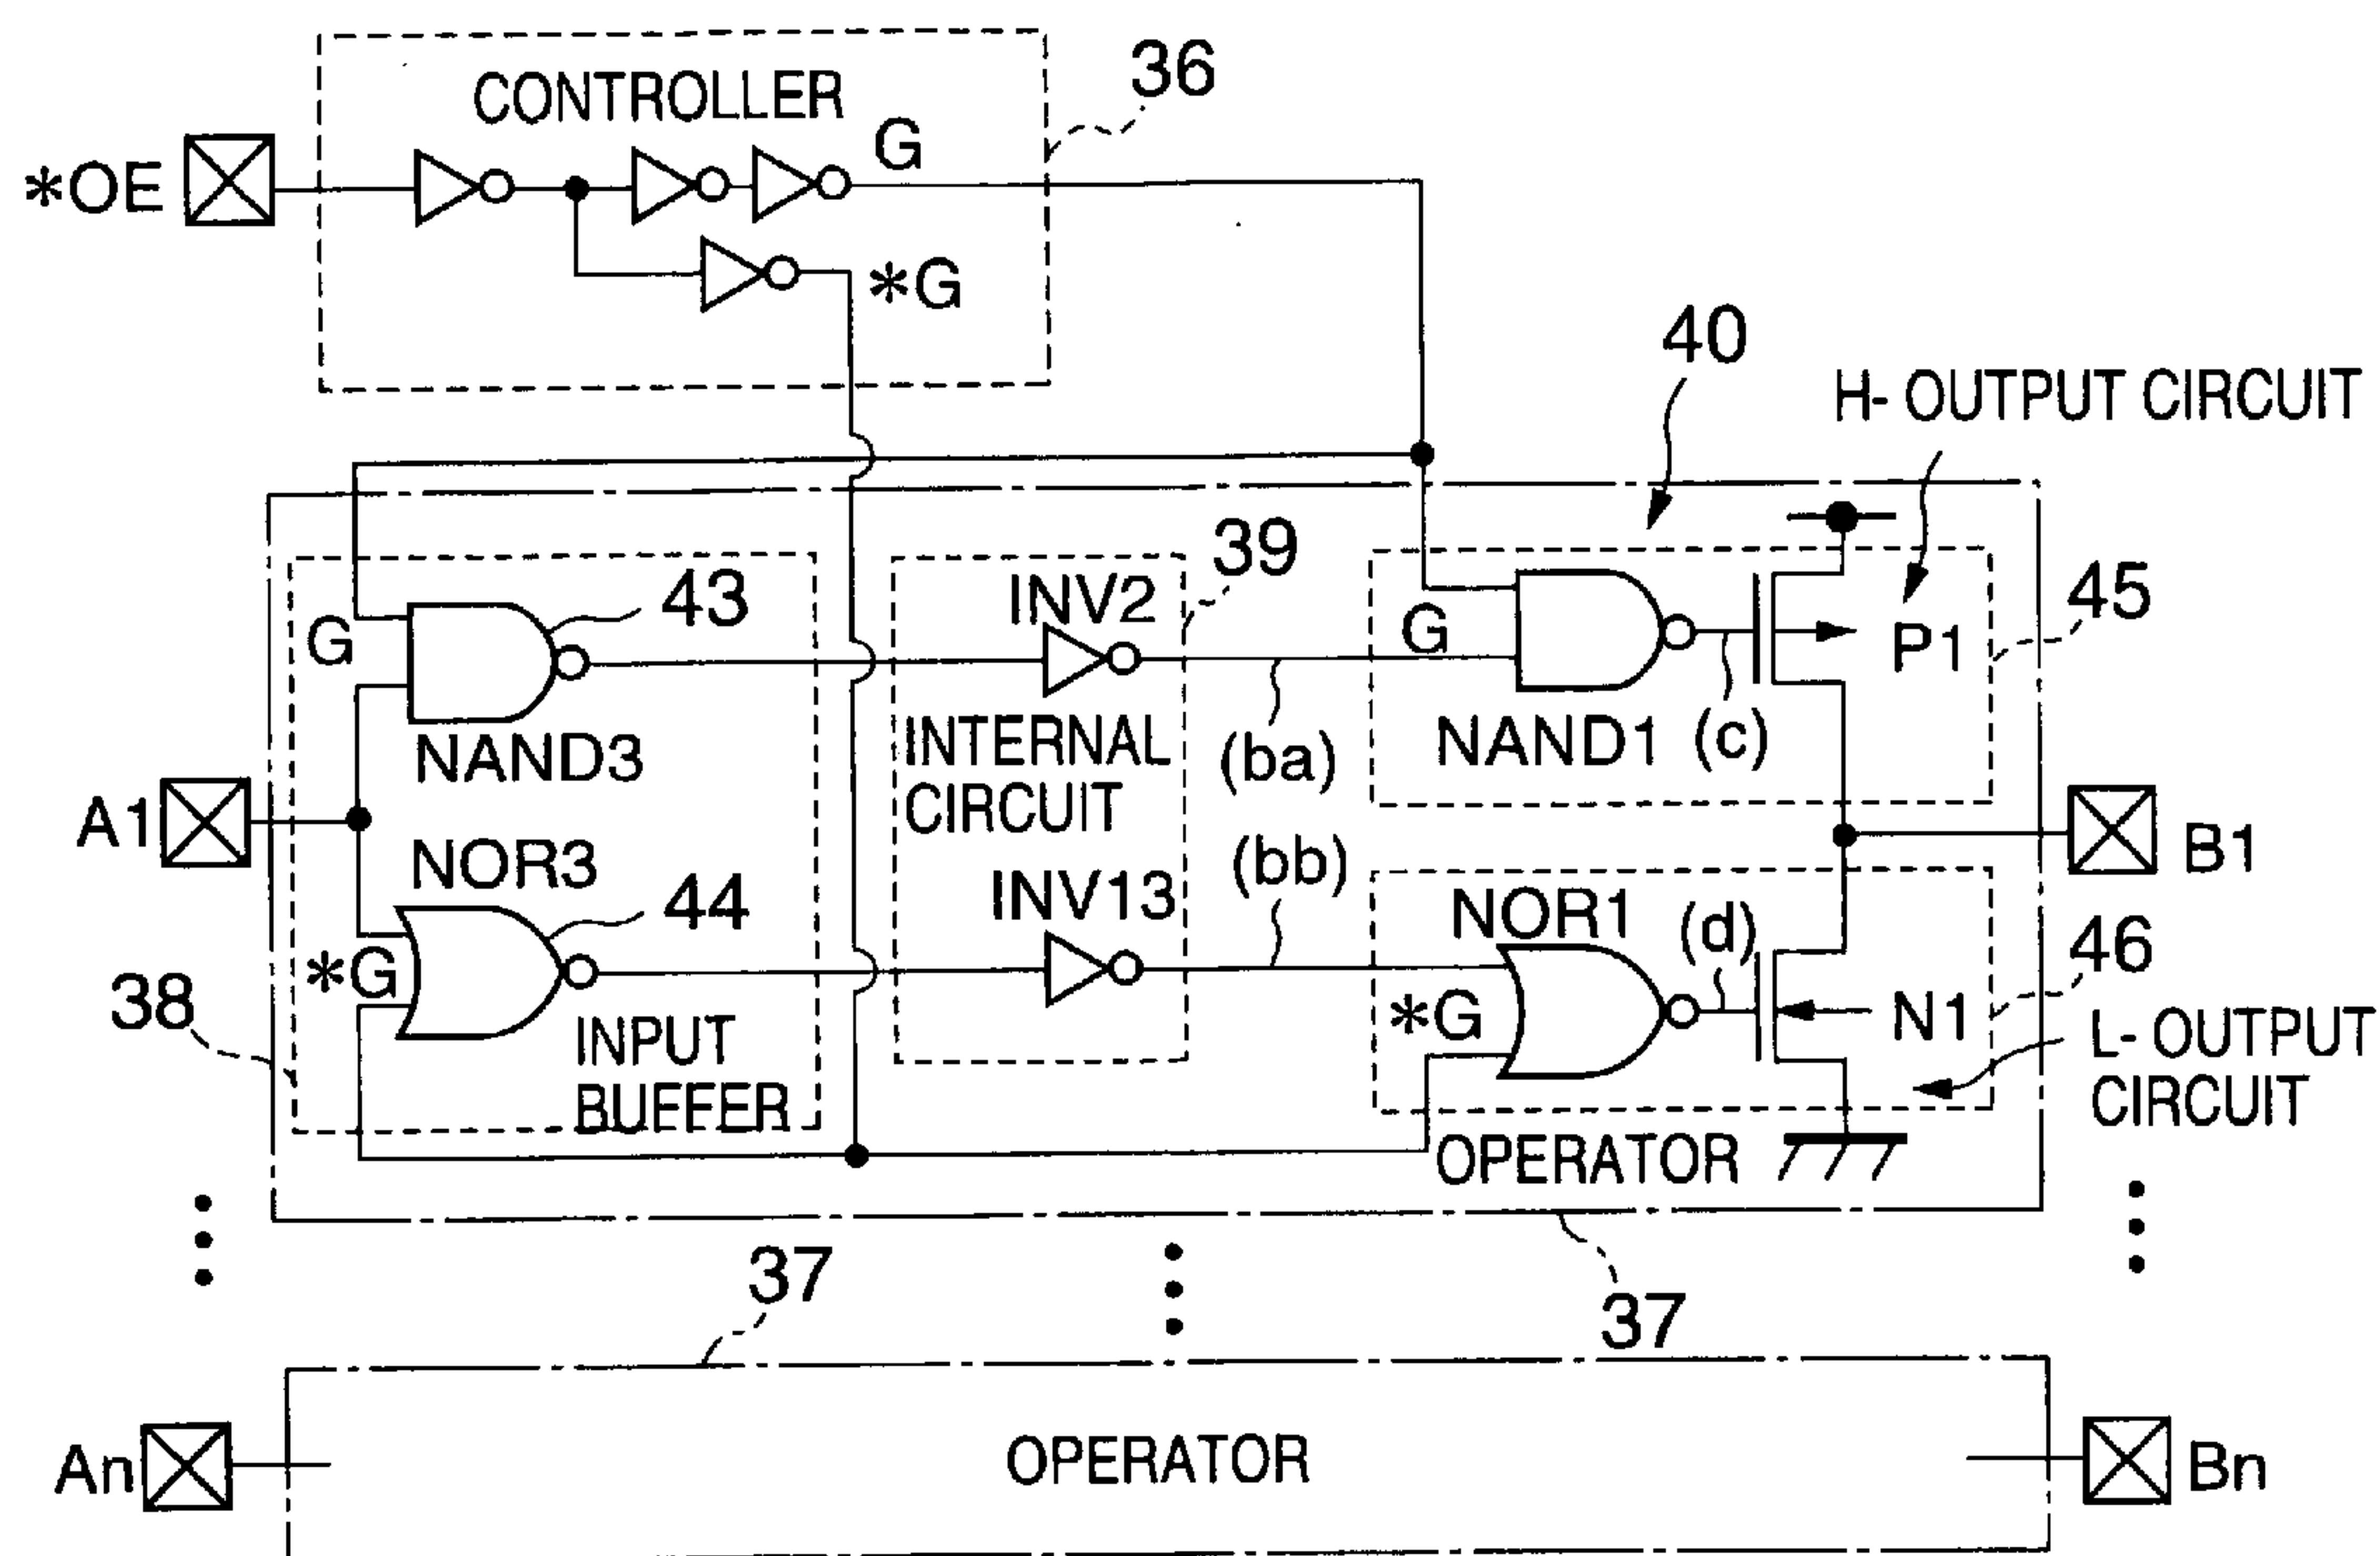 CONTROLLER
36
*OE
G
*G
40
H- OUTPUT CIRCUIT
39
43
INV2
45
G
G
P1
NAND3
INTERNAL
CIRCUIT
(ba)
NAND1
(c)
A1
B1
NOR3
(bb)
44
INV13
NOR1
(d)
46
*G
38
*G
N1
INPUT
BUFFER
L- OUTPUT
CIRCUIT
OPERATOR
37
37
An
OPERATOR
Bn